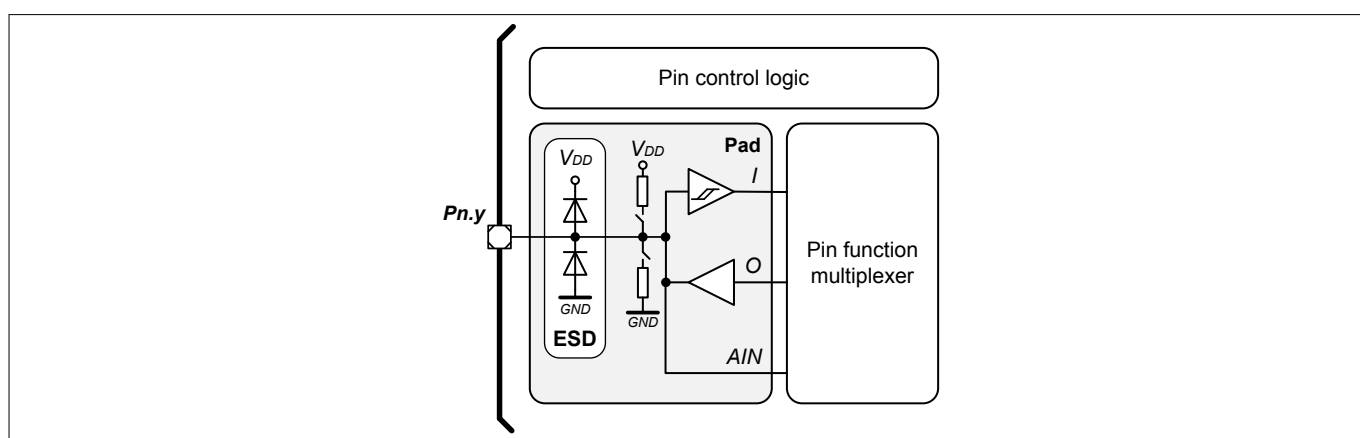 Pin control logic
Pad
VDD
VDD
I
Pn.y
Pin function
multiplexer
O
GND
GND
ESD
AIN